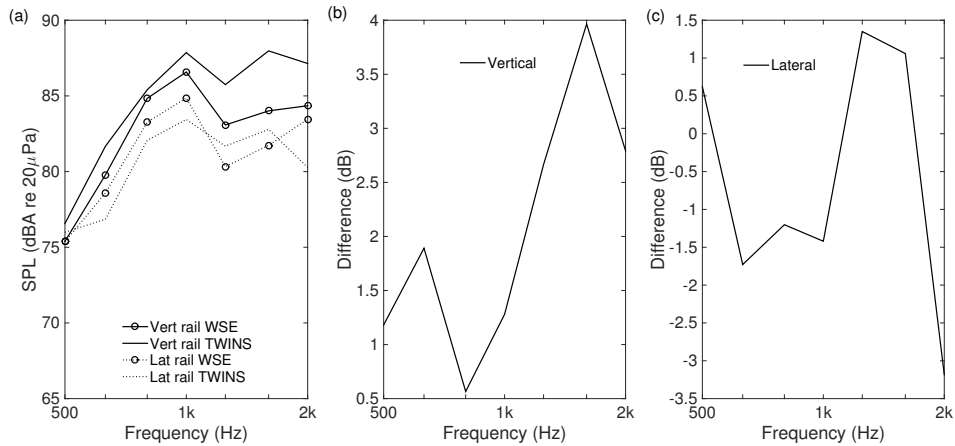 (a)
SPL (dBA re 20μPa)
90
85
80
75
70
65
Vert rail WSE
Vert rail TWINS
Lat rail WSE
Lat rail TWINS
500
1k
2k
Frequency (Hz)
(b)
Difference (dB)
4
3.5
3
2.5
2
1.5
1
0.5
Vertical
500
1k
2k
Frequency (Hz)
(c)
Difference (dB)
1.5
1
0.5
0
-0.5
-1
-1.5
-2
-2.5
-3
-3.5
Lateral
500
1k
2k
Frequency (Hz)